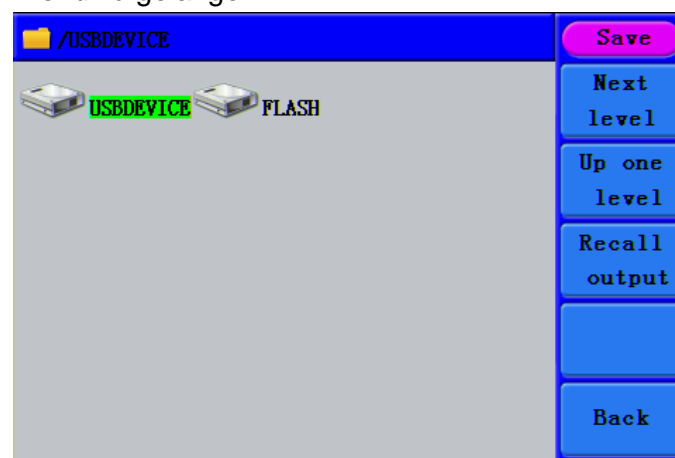 /USBDEVICE
Save
USBDEVICE FLASH
Next
level
Up one
level
Recall
output
Back